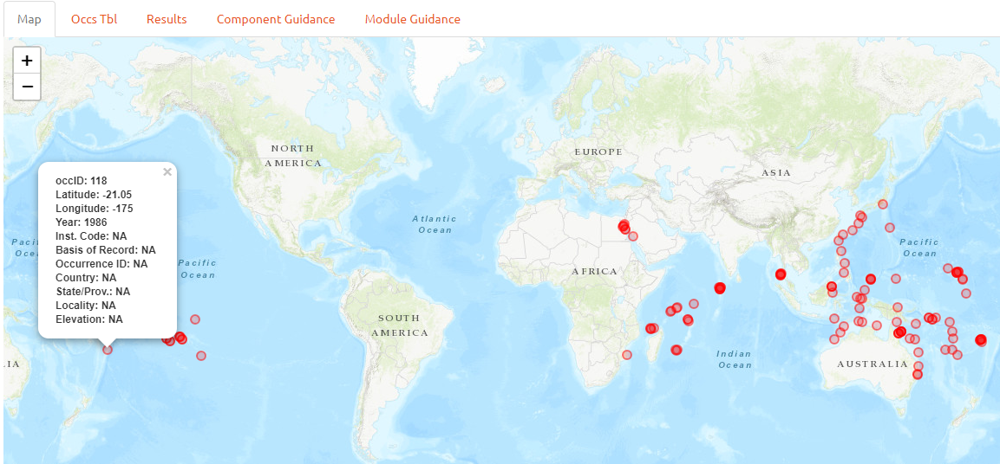 Map
Occs Tbl
Results
Component Guidance
Module Guidance
+
−
NORTH
AMERICA
EUROPE
ASIA
×
occID: 118
Latitude: -21.05
Longitude: -175
Year: 1986
Inst. Code: NA
Basis of Record: NA
Occurrence ID: NA
Country: NA
State/Prov.: NA
Locality: NA
Elevation: NA
Atlantic
Ocean
Pacific
Ocean
Pacific
Ocean
AFRICA
SOUTH
AMERICA
Indian
Ocean
AUSTRALIA
IA